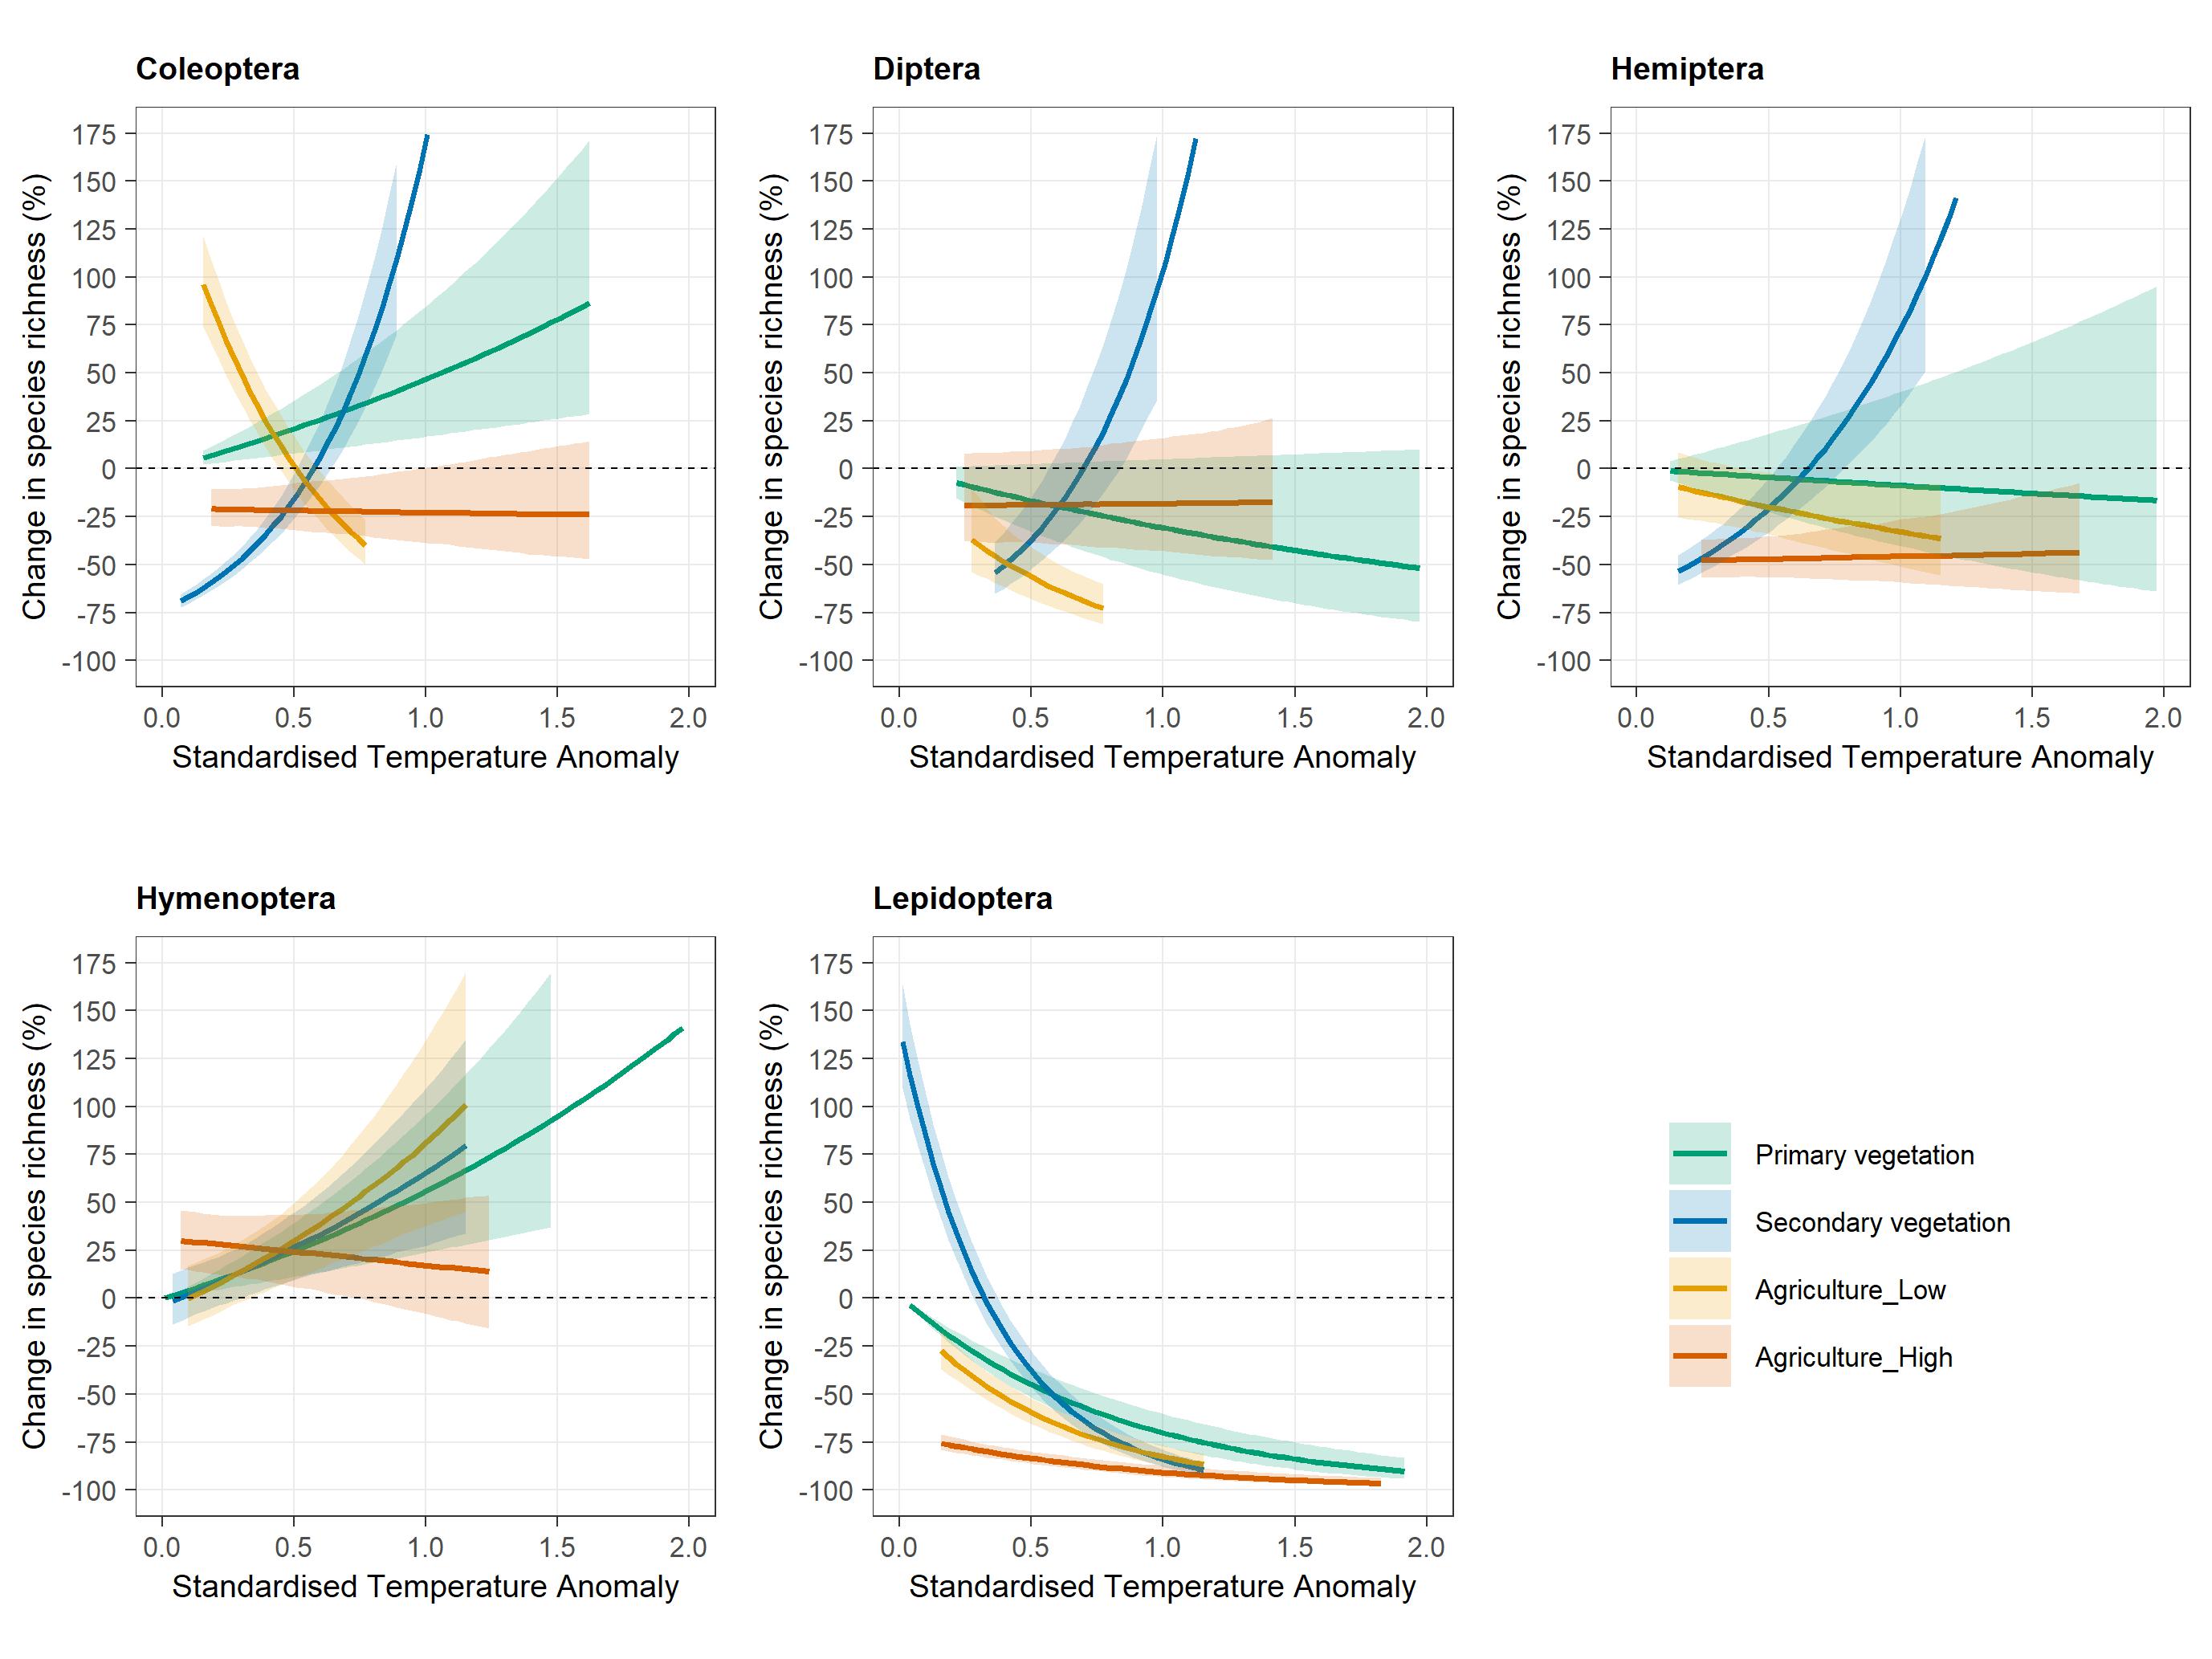 Coleoptera
Change in species richness (%)
175
150
125
100
75
50
25
0
-25
-50
-75
-100
0.0 0.5 1.0 1.5 2.0
Standardised Temperature Anomaly
Diptera
Change in species richness (%)
175
150
125
100
75
50
25
0
-25
-50
-75
-100
0.0 0.5 1.0 1.5 2.0
Standardised Temperature Anomaly
Hemiptera
Change in species richness (%)
175
150
125
100
75
50
25
0
-25
-50
-75
-100
0.0 0.5 1.0 1.5 2.0
Standardised Temperature Anomaly
Hymenoptera
Change in species richness (%)
175
150
125
100
75
50
25
0
-25
-50
-75
-100
0.0 0.5 1.0 1.5 2.0
Standardised Temperature Anomaly
Lepidoptera
Change in species richness (%)
175
150
125
100
75
50
25
0
-25
-50
-75
-100
0.0 0.5 1.0 1.5 2.0
Standardised Temperature Anomaly
Primary vegetation
Secondary vegetation
Agriculture_Low
Agriculture_High